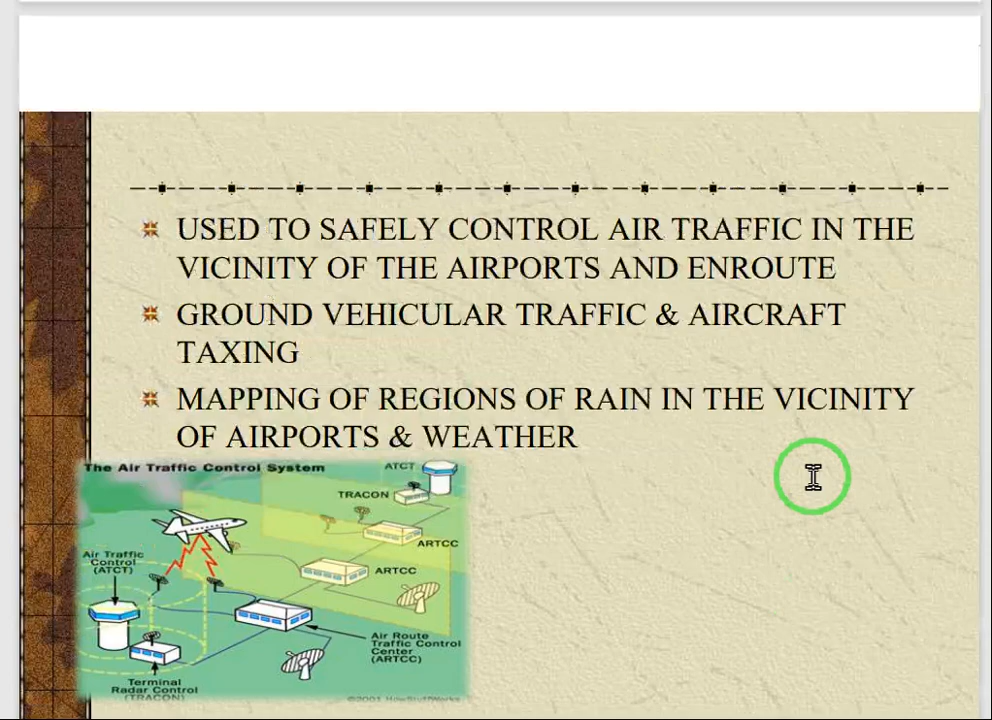 USED TO SAFELY CONTROL AIR TRAFFIC IN THE
VICINITY OF THE AIRPORTS AND ENROUTE
GROUND VEHICULAR TRAFFIC & AIRCRAFT
TAXING
MAPPING OF REGIONS OF RAIN IN THE VICINITY
OF AIRPORTS & WEATHER
The Air Traffic Control System
ATCT
TRACON
ARTCC
ARTCC
Air Traffic
Control
(ATCT)
Air Route
Traffic Control
Center
(ARTCC)
Terminal
Radar Control
(TRACON)
©2001 HowStuffWorks